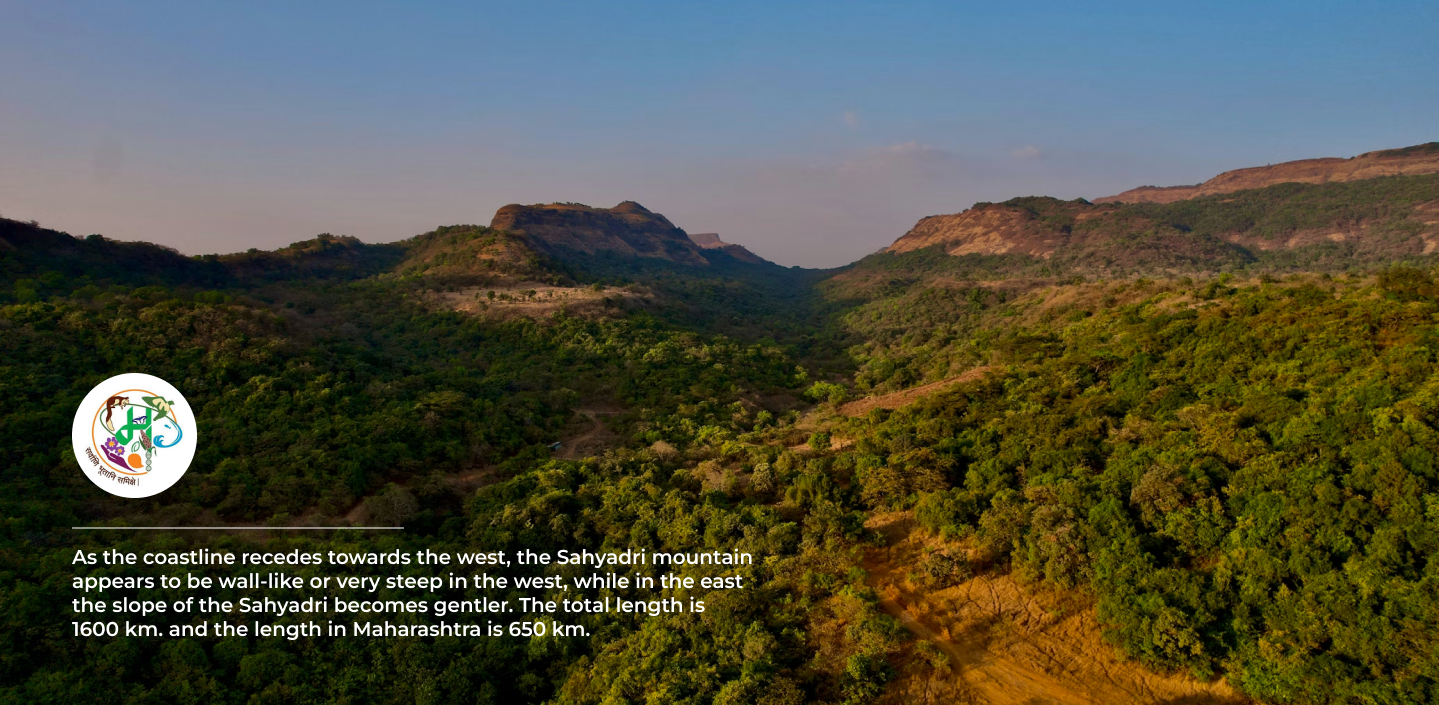 सर्वाणि भूतानि समिक्षे|
As the coastline recedes towards the west, the Sahyadri mountain
appears to be wall-like or very steep in the west, while in the east
the slope of the Sahyadri becomes gentler. The total length is
1600 km. and the length in Maharashtra is 650 km.